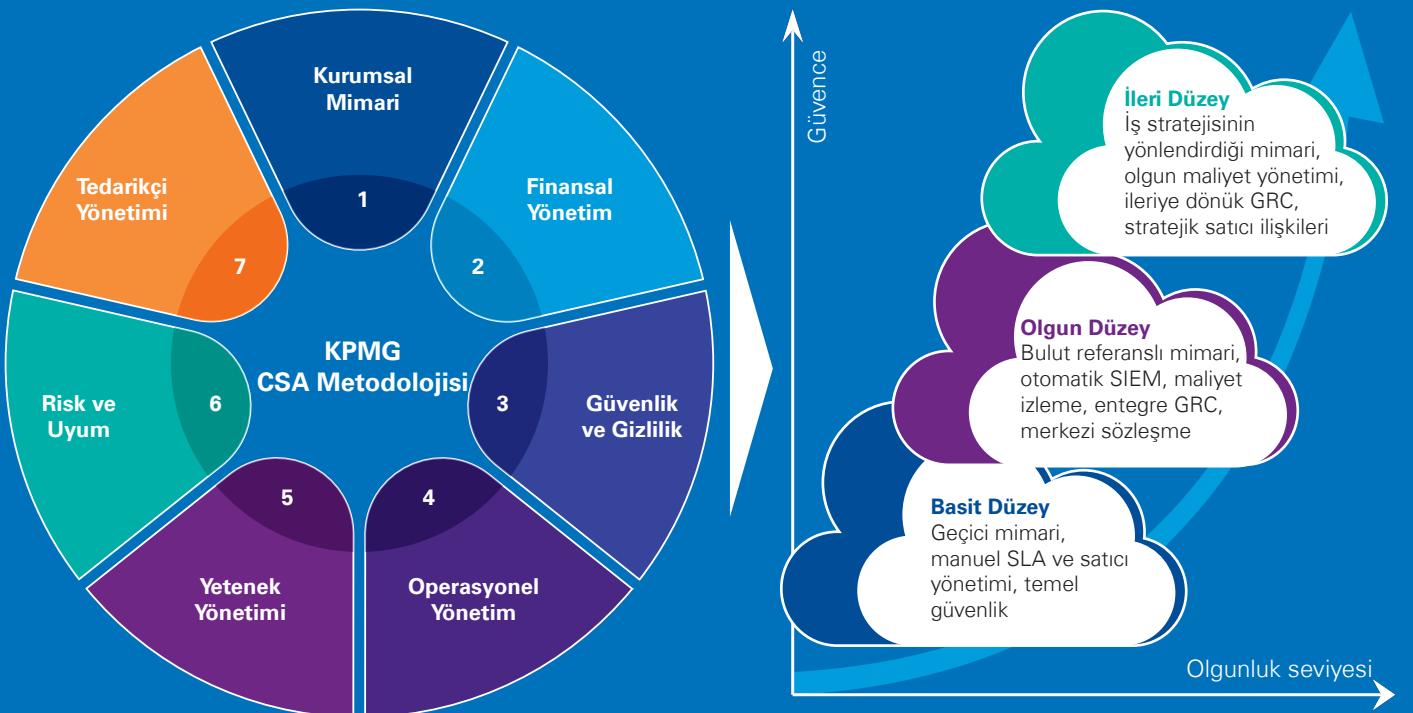 Kurumsal
Mimari
1
Finansal
Yönetim
2
Güvenlik
ve Gizlilik
3
Operasyonel
Yönetim
4
Yetenek
Yönetimi
5
Risk ve
Uyum
6
Tedarikçi
Yönetimi
7
KPMG
CSA Metodolojisi
Güvence
İleri Düzey
İş stratejisinin
yönlendirdiği mimari,
olgun maliyet yönetimi,
ileriye dönük GRC,
stratejik satıcı ilişkileri
Olgun Düzey
Bulut referanslı mimari,
otomatik SIEM, maliyet
izleme, entegre GRC,
merkezi sözleşme
Basit Düzey
Geçici mimari,
manuel SLA ve satıcı
yönetimi, temel
güvenlik
Olgunluk seviyesi